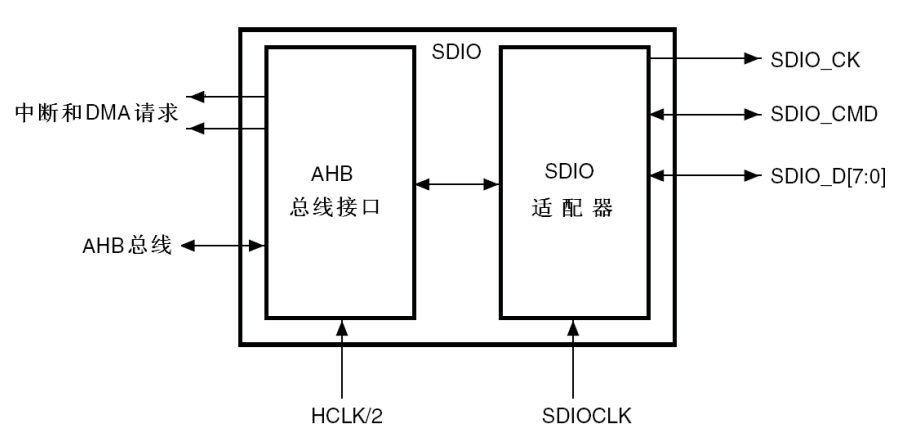 SDIO
SDIO_CK
中断和DMA请求
SDIO_CMD
AHB
总线接口
SDIO
适配器
SDIO_D[7:0]
AHB总线
HCLK/2
SDIOCLK